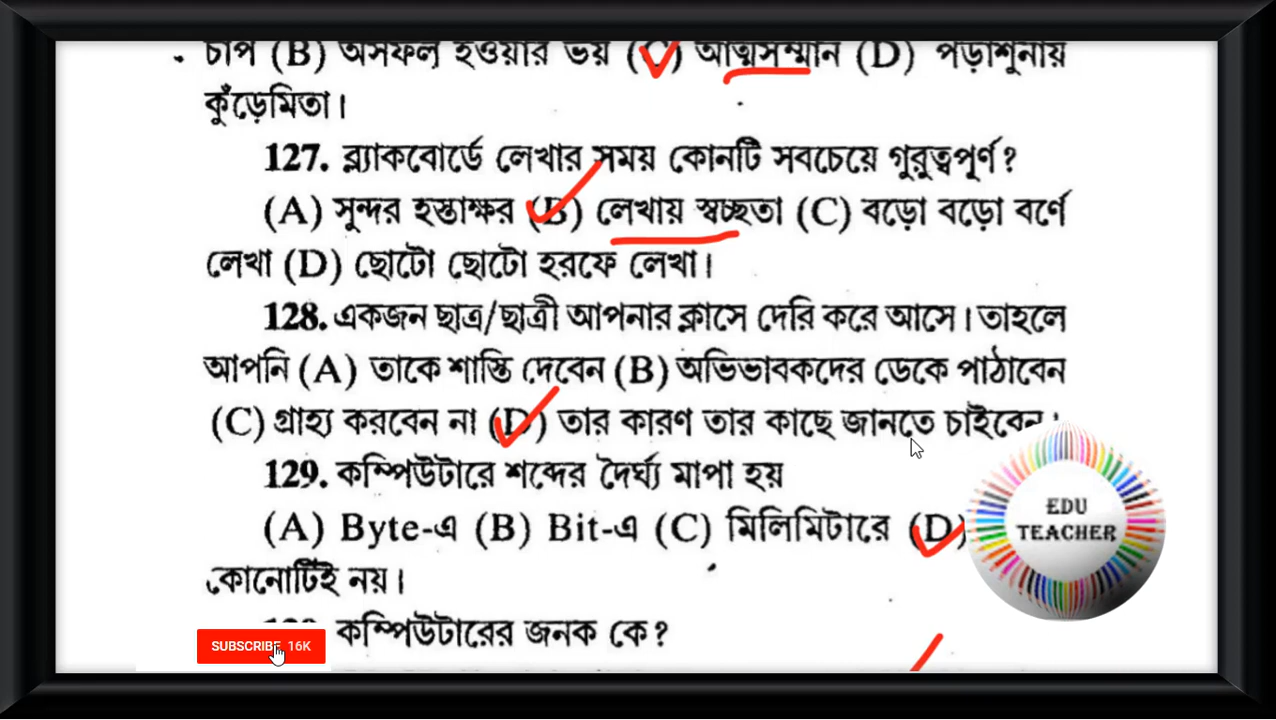 চাপ (B) অসফল হওয়ার ভয় (C) আত্মসম্মান (D) পড়াশুনায়
কুঁড়েমিতা।
127. ব্ল্যাকবোর্ডে লেখার সময় কোনটি সবচেয়ে গুরুত্বপূর্ণ?
(A) সুন্দর হস্তাক্ষর (B) লেখায় স্বচ্ছতা (C) বড়ো বড়ো বর্ণে
লেখা (D) ছোটো ছোটো হরফে লেখা।
128. একজন ছাত্র/ছাত্রী আপনার ক্লাসে দেরি করে আসে। তাহলে
আপনি (A) তাকে শাস্তি দেবেন (B) অভিভাবকদের ডেকে পাঠাবেন
(C) গ্রাহ্য করবেন না (D) তার কারণ তার কাছে জানতে চাইবেন।
129. কম্পিউটারে শব্দের দৈর্ঘ্য মাপা হয়
(A) Byte-এ (B) Bit-এ (C) মিলিমিটারে (D)
কোনোটিই নয়।
কম্পিউটারের জনক কে?
EDU
TEACHER
SUBSCRIBE 16K